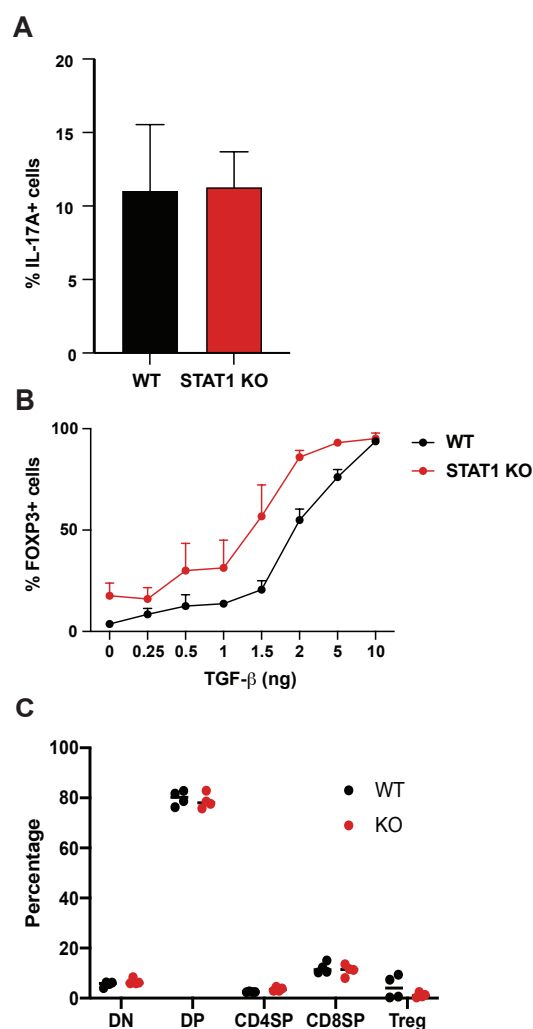 A
% IL-17A+ cells
20
15
10
5
0
WT STAT1 KO
B
% FOXP3+ cells
100
50
0
WT
STAT1 KO
0 0.25 0.5 1 1.5 2 5 10
TGF-β (ng)
C
Percentage
100
80
60
40
20
0
WT
KO
DN DP CD4SP CD8SP Treg